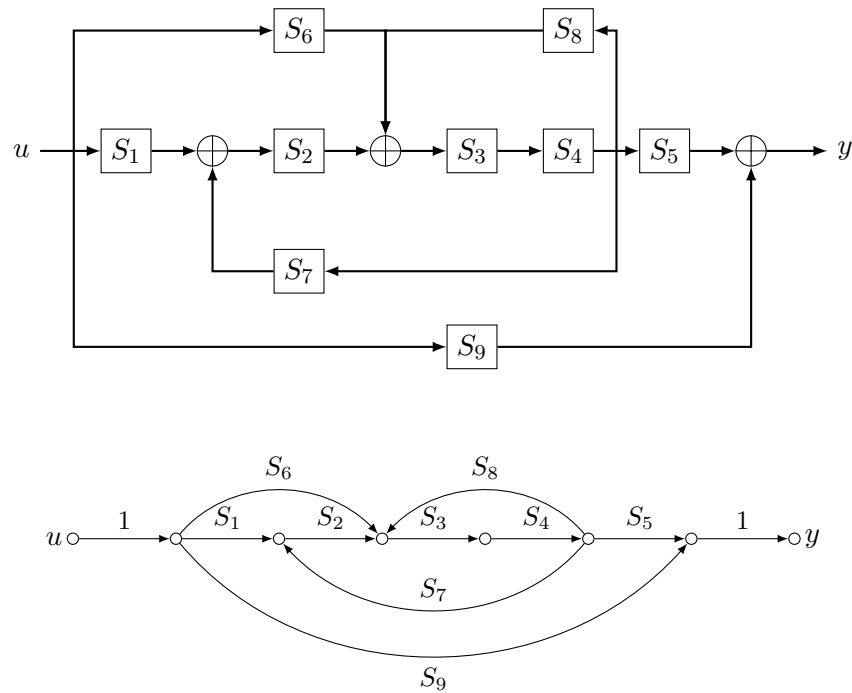 S₆ S₈
u S₁ S₂ S₃ S₄ S₅ y
S₇
S₉
S₆ S₈
u 1 S₁ S₂ S₃ S₄ S₅ 1 y
S₇
S₉